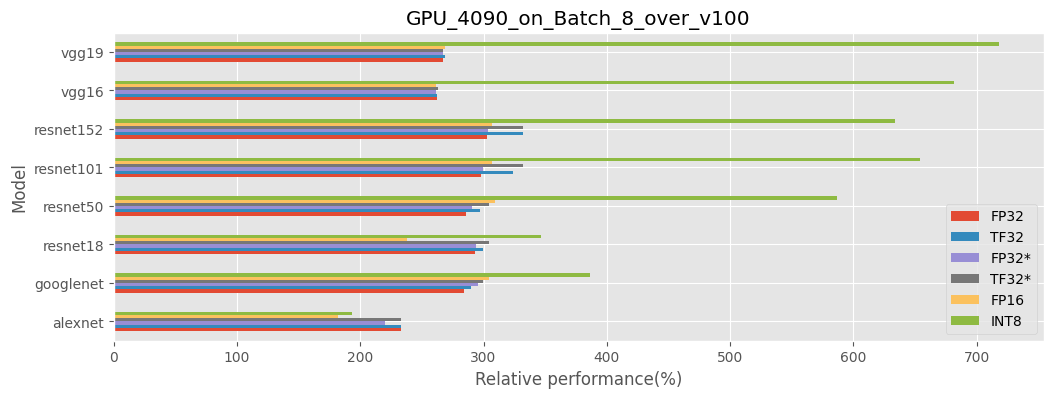 GPU_4090_on_Batch_8_over_v100
Model
vgg19
vgg16
resnet152
resnet101
resnet50
resnet18
googlenet
alexnet
0 100 200 300 400 500 600 700
Relative performance(%)
FP32
TF32
FP32*
TF32*
FP16
INT8